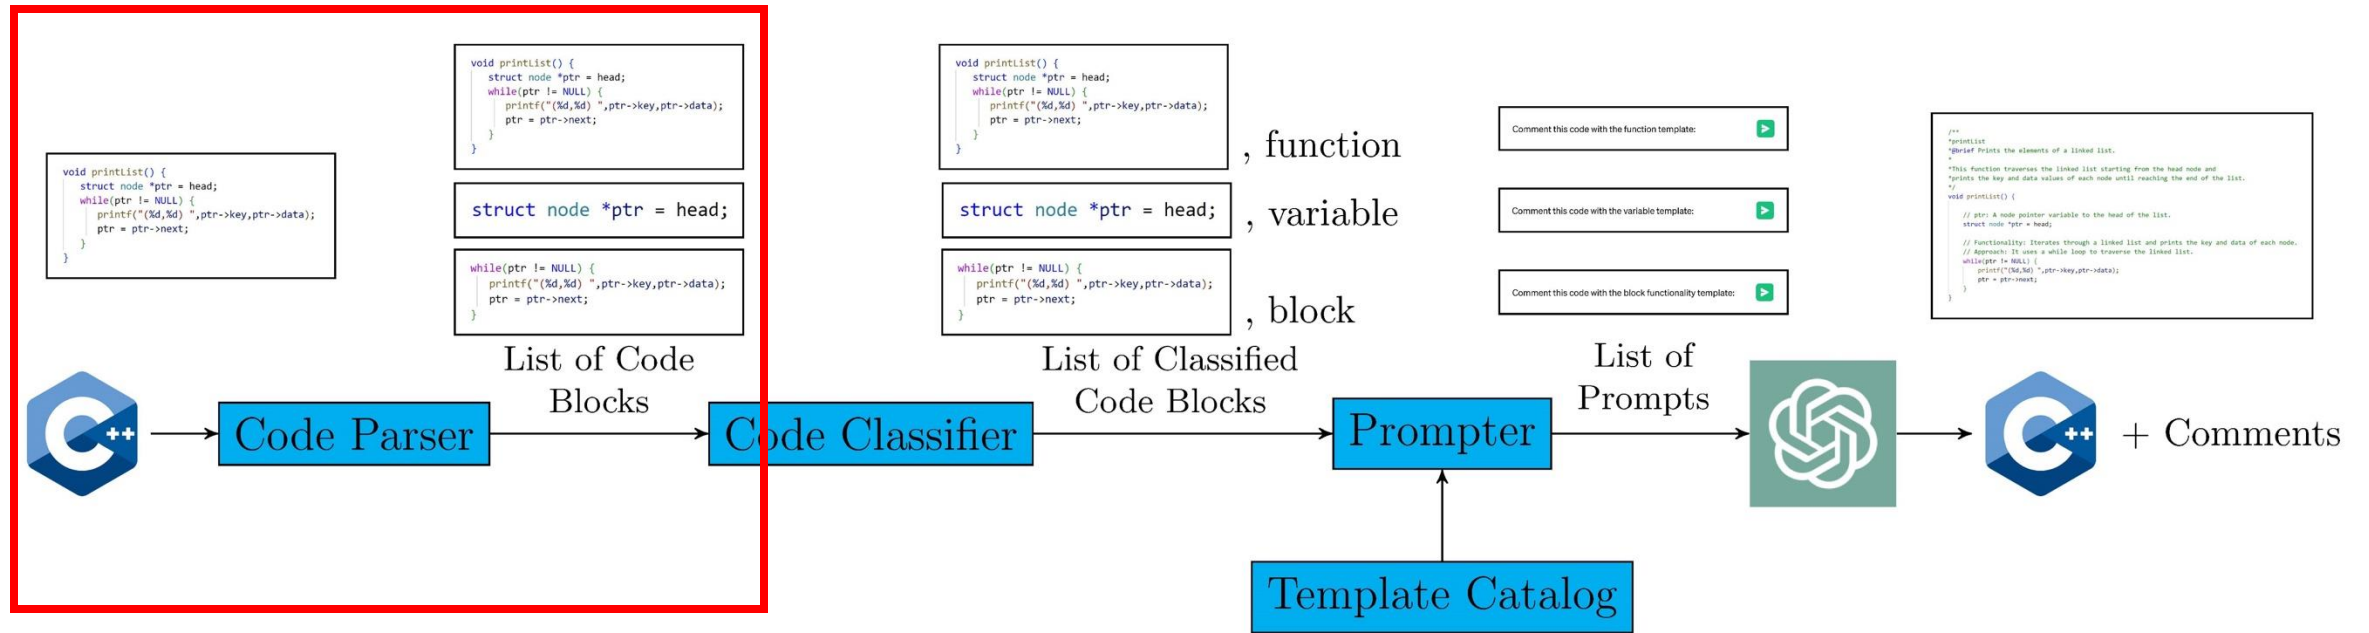 void printList() {
struct node *ptr = head;
while(ptr != NULL) {
printf("(%d,%d) ",ptr->key,ptr->data);
ptr = ptr->next;
}
}
void printList() {
struct node *ptr = head;
while(ptr != NULL) {
printf("(%d,%d) ",ptr->key,ptr->data);
ptr = ptr->next;
}
}
struct node *ptr = head;
while(ptr != NULL) {
printf("(%d,%d) ",ptr->key,ptr->data);
ptr = ptr->next;
}
List of Code
Blocks
void printList() {
struct node *ptr = head;
while(ptr != NULL) {
printf("(%d,%d) ",ptr->key,ptr->data);
ptr = ptr->next;
}
}
, function
struct node *ptr = head;
, variable
while(ptr != NULL) {
printf("(%d,%d) ",ptr->key,ptr->data);
ptr = ptr->next;
}
, block
List of Classified
Code Blocks
Comment this code with the function template:
Comment this code with the variable template:
Comment this code with the block functionality template:
List of
Prompts
/**
*printList
*@brief Prints the elements of a linked list.
*
*This function traverses the linked list starting from the head node and
*prints the key and data values of each node until reaching the end of the list.
*/
void printList() {
// ptr: A node pointer variable to the head of the list.
struct node *ptr = head;
// Functionality: Iterates through a linked list and prints the key and data of each node.
// Approach: It uses a while loop to traverse the linked list.
while(ptr != NULL) {
printf("(%d,%d) ",ptr->key,ptr->data);
ptr = ptr->next;
}
}
C++
Code Parser
Code Classifier
Prompter
C++
+ Comments
Template Catalog